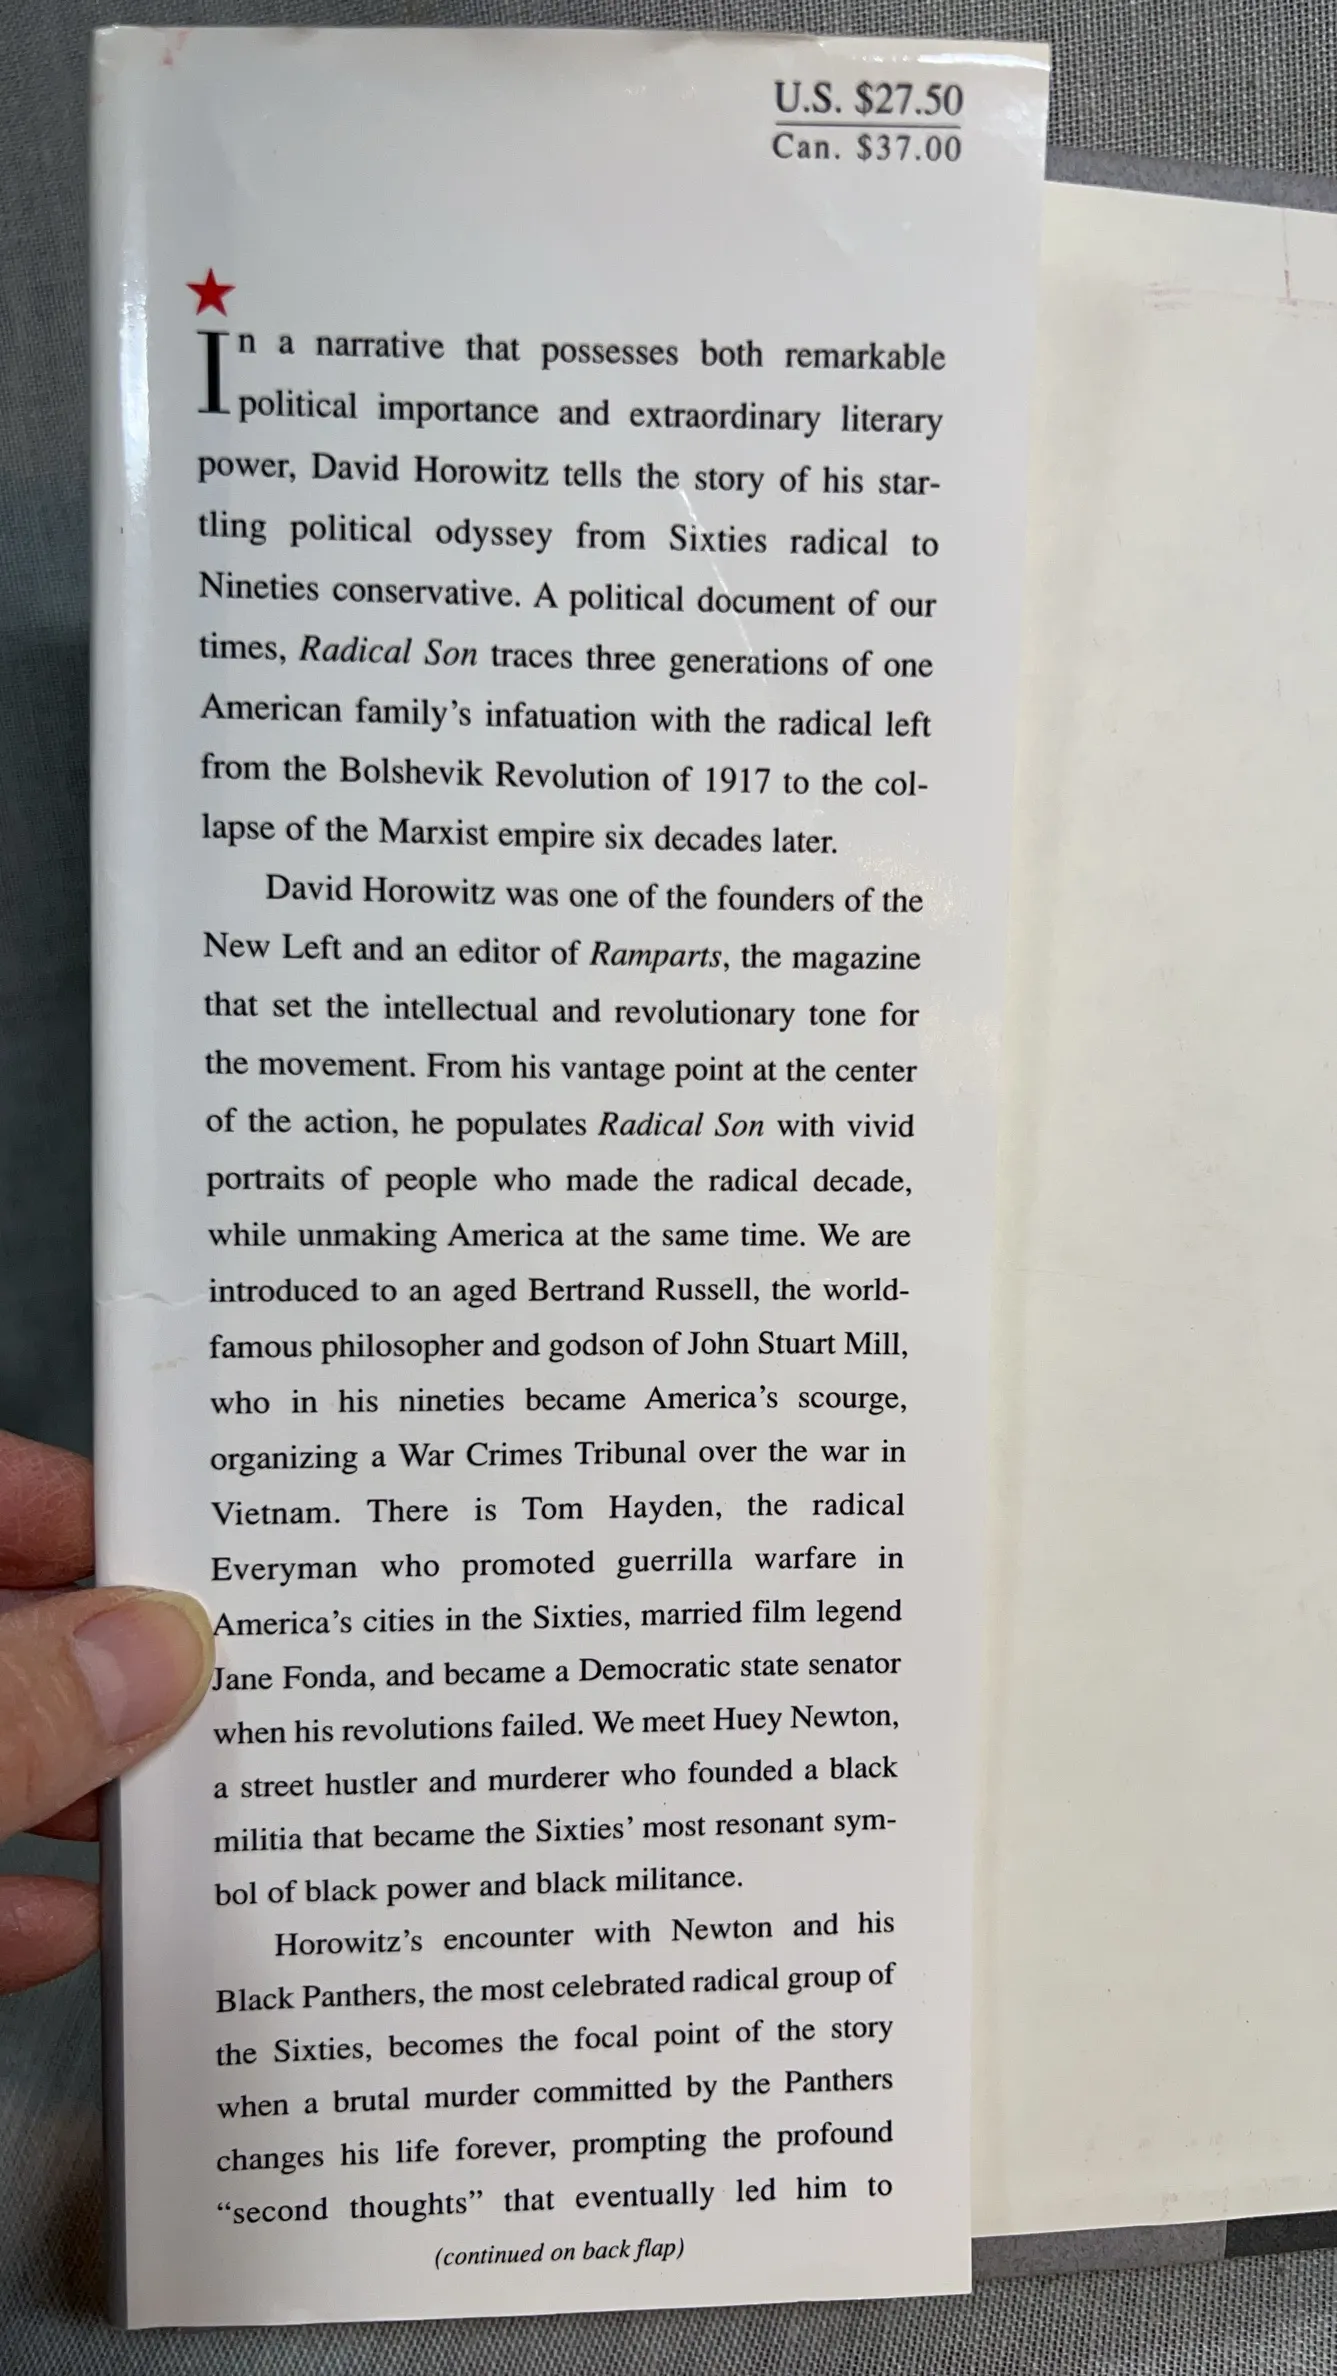 U.S. $27.50
Can. $37.00
In a narrative that possesses both remarkable
political importance and extraordinary literary
power, David Horowitz tells the story of his star-
tling political odyssey from Sixties radical to
Nineties conservative. A political document of our
times, Radical Son traces three generations of one
American family's infatuation with the radical left
from the Bolshevik Revolution of 1917 to the col-
lapse of the Marxist empire six decades later.
David Horowitz was one of the founders of the
New Left and an editor of Ramparts, the magazine
that set the intellectual and revolutionary tone for
the movement. From his vantage point at the center
of the action, he populates Radical Son with vivid
portraits of people who made the radical decade,
while unmaking America at the same time. We are
introduced to an aged Bertrand Russell, the world-
famous philosopher and godson of John Stuart Mill,
who in his nineties became America's scourge,
organizing a War Crimes Tribunal over the war in
Vietnam. There is Tom Hayden, the radical
Everyman who promoted guerrilla warfare in
America's cities in the Sixties, married film legend
Jane Fonda, and became a Democratic state senator
when his revolutions failed. We meet Huey Newton,
a street hustler and murderer who founded a black
militia that became the Sixties' most resonant sym-
bol of black power and black militance.
Horowitz's encounter with Newton and his
Black Panthers, the most celebrated radical group of
the Sixties, becomes the focal point of the story
when a brutal murder committed by the Panthers
changes his life forever, prompting the profound
"second thoughts" that eventually led him to
(continued on back flap)